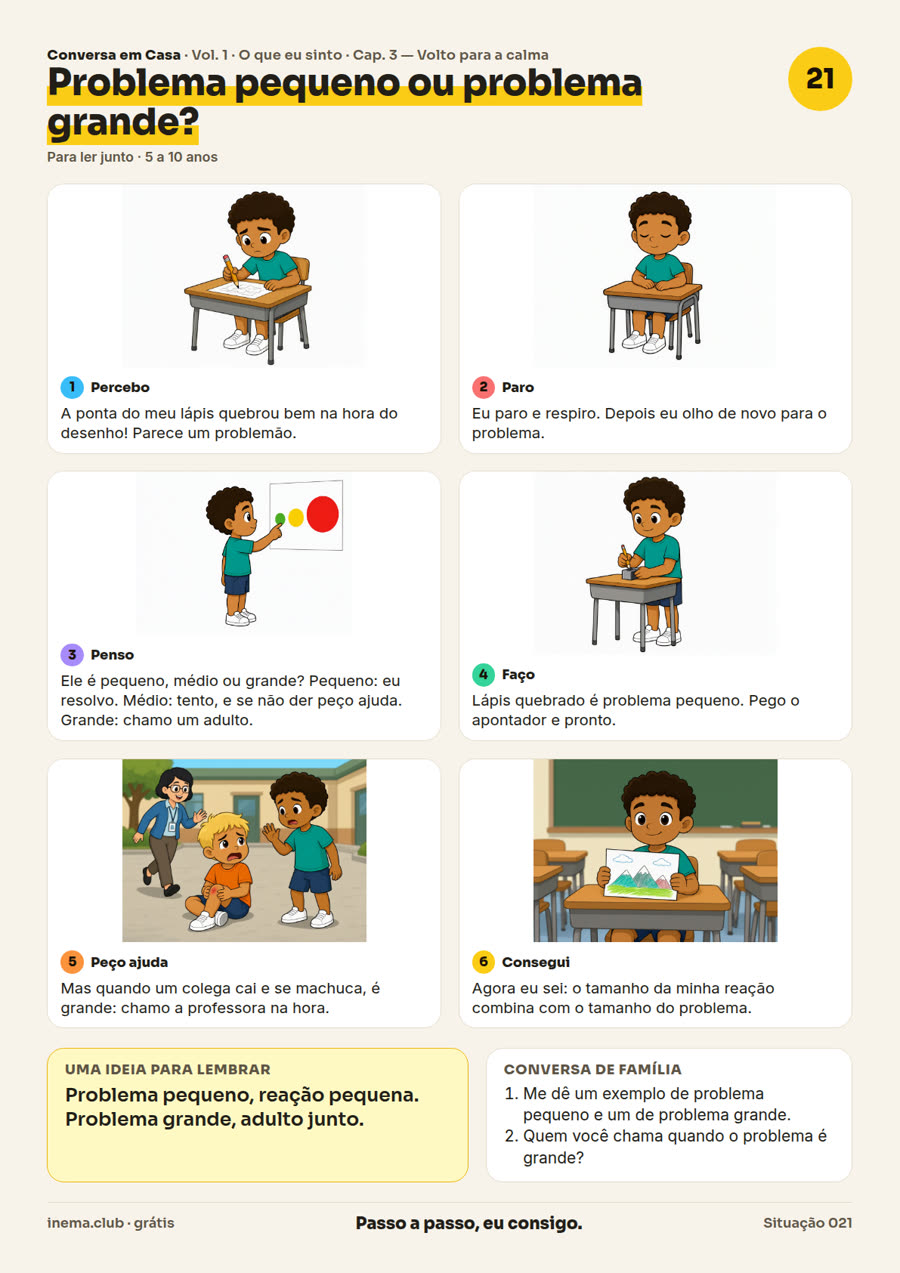 Conversa em Casa · Vol. 1 · O que eu sinto · Cap. 3 — Volto para a calma
Problema pequeno ou problema
grande?
21
Para ler junto · 5 a 10 anos
1 Percebo
A ponta do meu lápis quebrou bem na hora do
desenho! Parece um problemão.
2 Paro
Eu paro e respiro. Depois eu olho de novo para o
problema.
3 Penso
Ele é pequeno, médio ou grande? Pequeno: eu
resolvo. Médio: tento, e se não der peço ajuda.
Grande: chamo um adulto.
4 Faço
Lápis quebrado é problema pequeno. Pego o
apontador e pronto.
5 Peço ajuda
Mas quando um colega cai e se machuca, é
grande: chamo a professora na hora.
6 Consegui
Agora eu sei: o tamanho da minha reação
combina com o tamanho do problema.
UMA IDEIA PARA LEMBRAR
Problema pequeno, reação pequena.
Problema grande, adulto junto.
CONVERSA DE FAMÍLIA
1. Me dê um exemplo de problema
pequeno e um de problema grande.
2. Quem você chama quando o problema é
grande?
inema.club · grátis
Passo a passo, eu consigo.
Situação 021